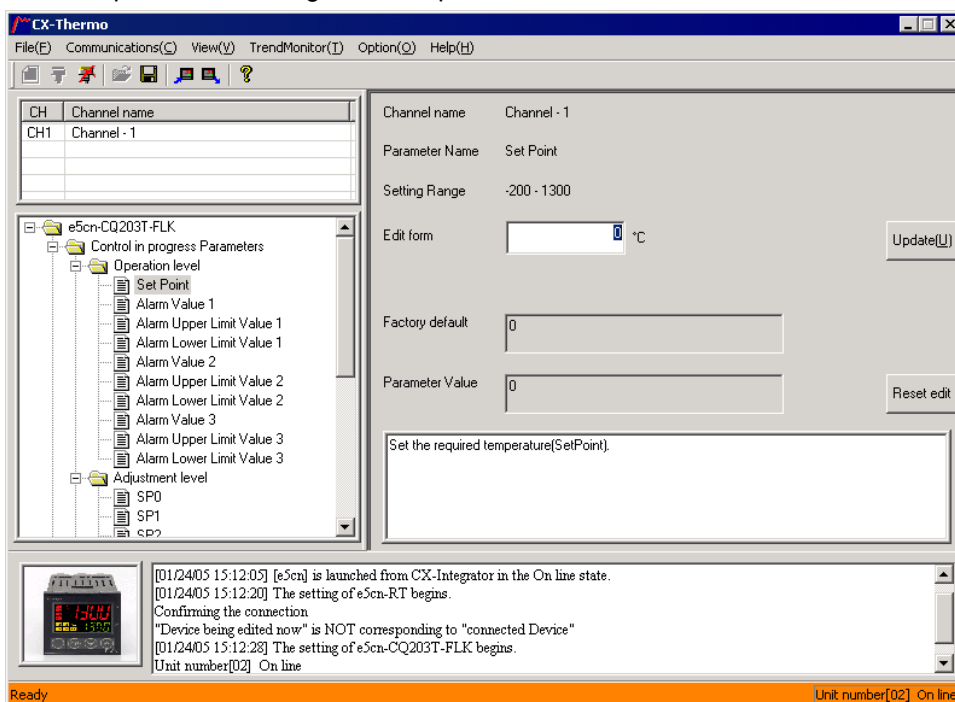 CX-Thermo
File(F) Communications(C) View(V) TrendMonitor(T) Option(O) Help(H)
CH Channel name
CH1 Channel - 1
e5cn-CQ203T-FLK
Control in progress Parameters
Operation level
Set Point
Alarm Value 1
Alarm Upper Limit Value 1
Alarm Lower Limit Value 1
Alarm Value 2
Alarm Upper Limit Value 2
Alarm Lower Limit Value 2
Alarm Value 3
Alarm Upper Limit Value 3
Alarm Lower Limit Value 3
Adjustment level
SP0
SP1
SP2
Channel name Channel - 1
Parameter Name Set Point
Setting Range -200 - 1300
Edit form 0 °C
Update(U)
Factory default 0
Parameter Value 0
Reset edit
Set the required temperature(SetPoint).
[01/24/05 15:12:05] [e5cn] is launched from CX-Integrator in the On line state.
[01/24/05 15:12:20] The setting of e5cn-RT begins.
Confirming the connection
"Device being edited now" is NOT corresponding to "connected Device"
[01/24/05 15:12:28] The setting of e5cn-CQ203T-FLK begins.
Unit number[02] On line
Ready Unit number[02] On line